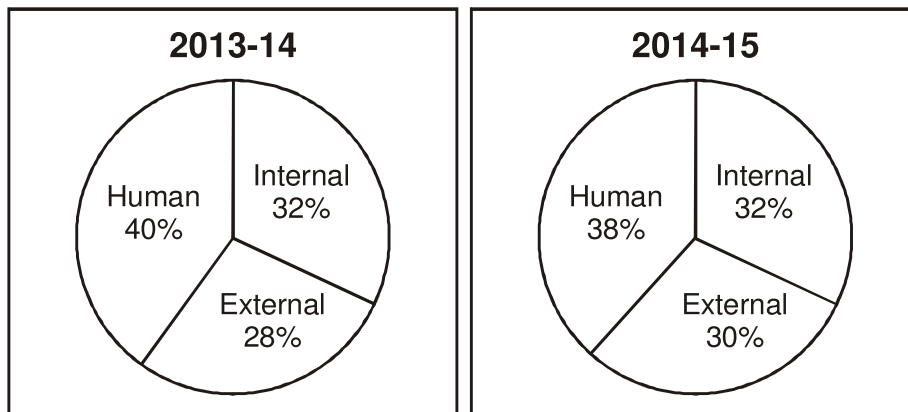 2013-14
Human
40%
Internal
32%
External
28%
2014-15
Human
38%
Internal
32%
External
30%